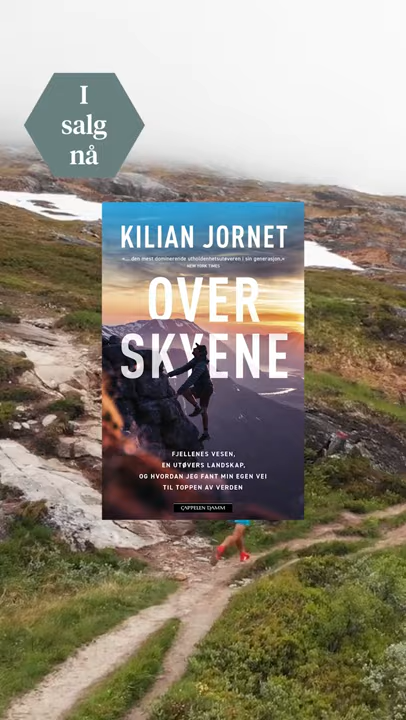 I
salg
nå
KILIAN JORNET
«... den mest dominerende utholdenhetsutøveren i sin generasjon.»
NEW YORK TIMES
OVER
SKYENE
FJELLENES VESEN,
EN UTØVERS LANDSKAP,
OG HVORDAN JEG FANT MIN EGEN VEI
TIL TOPPEN AV VERDEN
CAPPELEN DAMM